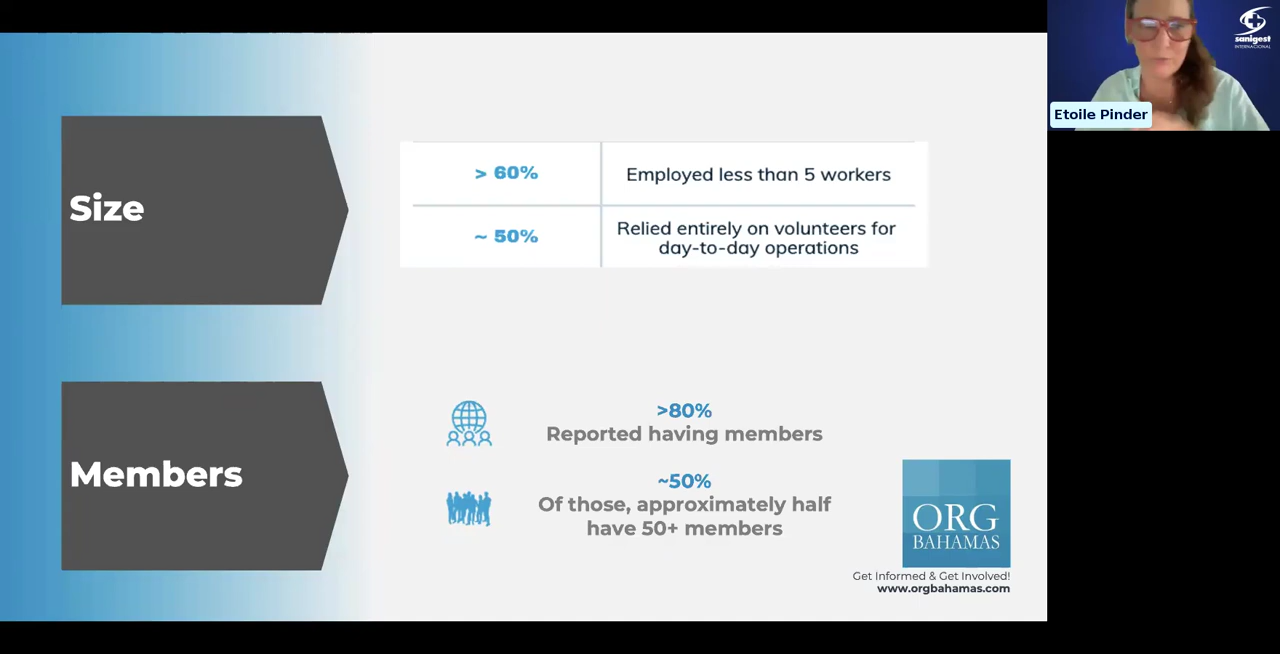 sanigest
INTERNACIONAL
Etoile Pinder
Size
> 60%
Employed less than 5 workers
~ 50%
Relied entirely on volunteers for
day-to-day operations
Members
>80%
Reported having members
~50%
Of those, approximately half
have 50+ members
ORG
BAHAMAS
Get Informed & Get Involved!
www.orgbahamas.com